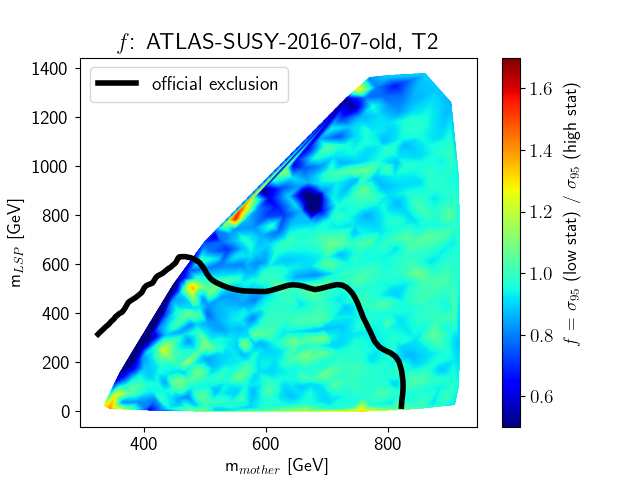 f: ATLAS-SUSY-2016-07-old, T2
official exclusion
1400
1200
1000
800
600
400
200
0
m_LSP [GeV]
400 600 800
m_mother [GeV]
1.6
1.4
1.2
1.0
0.8
0.6
f = σ_95 (low stat) / σ_95 (high stat)